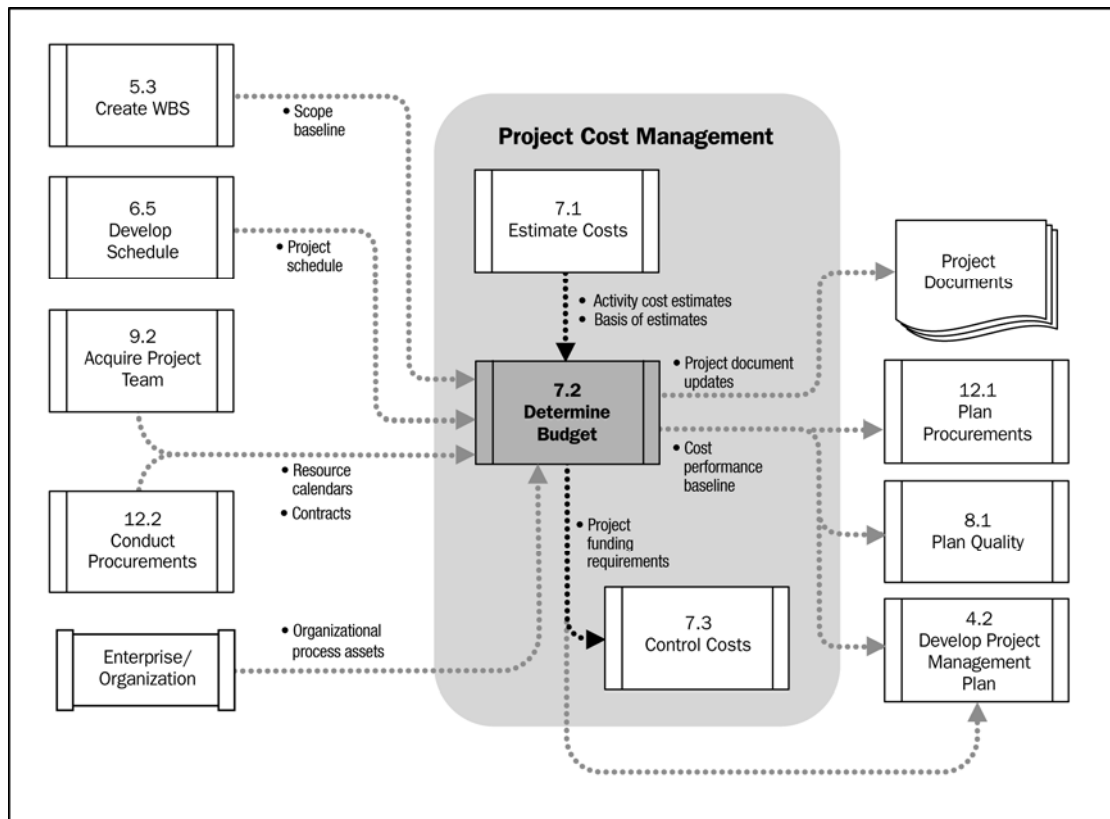 5.3
Create WBS
• Scope
baseline
6.5
Develop
Schedule
• Project
schedule
9.2
Acquire Project
Team
• Resource
calendars
• Contracts
12.2
Conduct
Procurements
Enterprise/
Organization
• Organizational
process assets
Project Cost Management
7.1
Estimate Costs
• Activity cost estimates
• Basis of estimates
7.2
Determine
Budget
• Project document
updates
• Cost
performance
baseline
• Project
funding
requirements
7.3
Control Costs
Project
Documents
12.1
Plan
Procurements
8.1
Plan Quality
4.2
Develop Project
Management
Plan